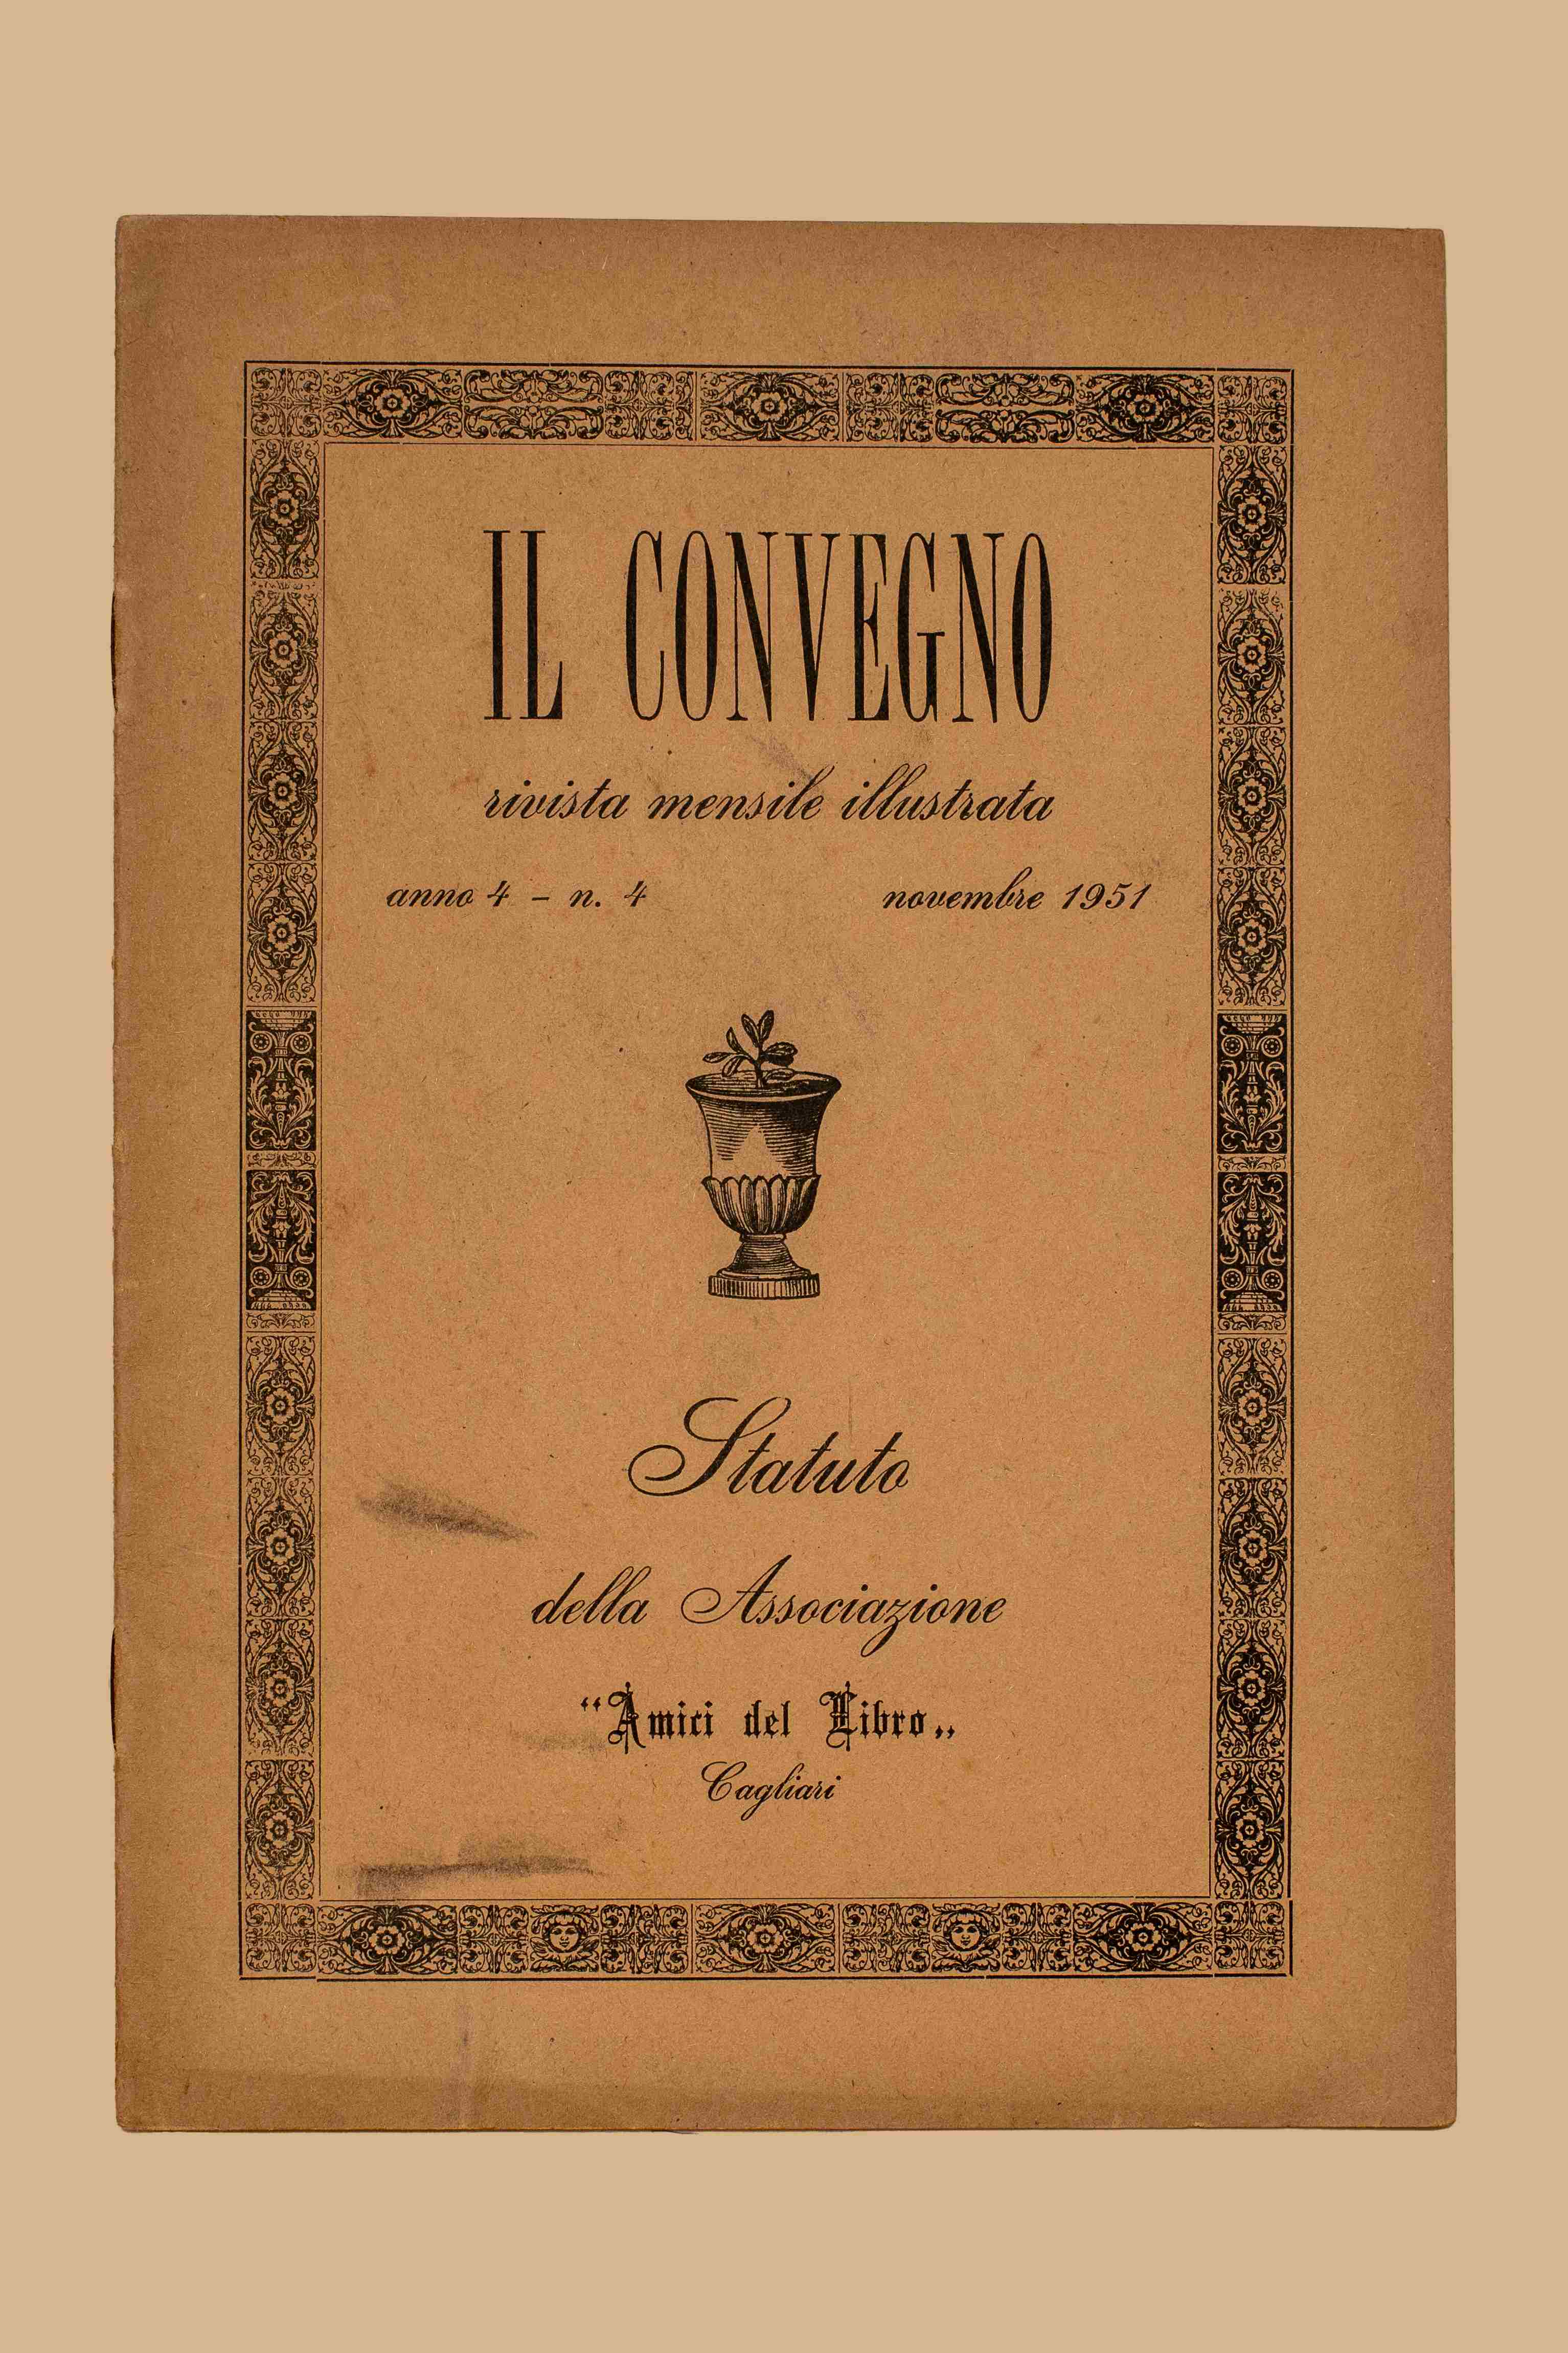 IL CONVEGNO
rivista mensile illustrata
anno 4 - n. 4 novembre 1951
Statuto
della Associazione
“Amici del Libro„
Cagliari